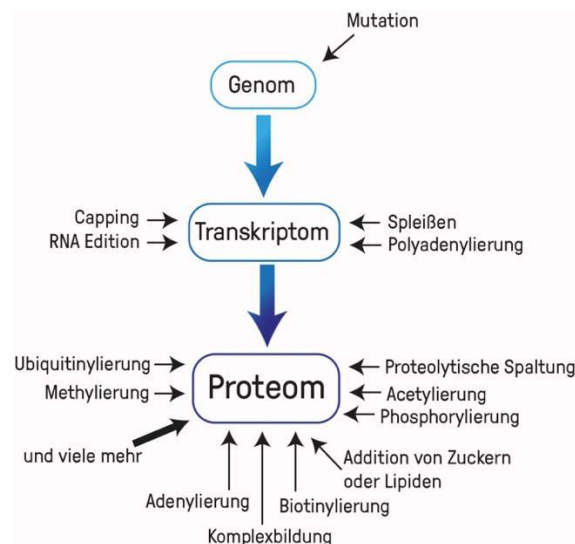 Mutation
Genom
Capping
RNA Edition
Transkriptom
Spleißen
Polyadenylierung
Ubiquitinylierung
Methylierung
und viele mehr
Proteom
Proteolytische Spaltung
Acetylierung
Phosphorylierung
Addition von Zuckern
oder Lipiden
Adenylierung
Biotinylierung
Komplexbildung